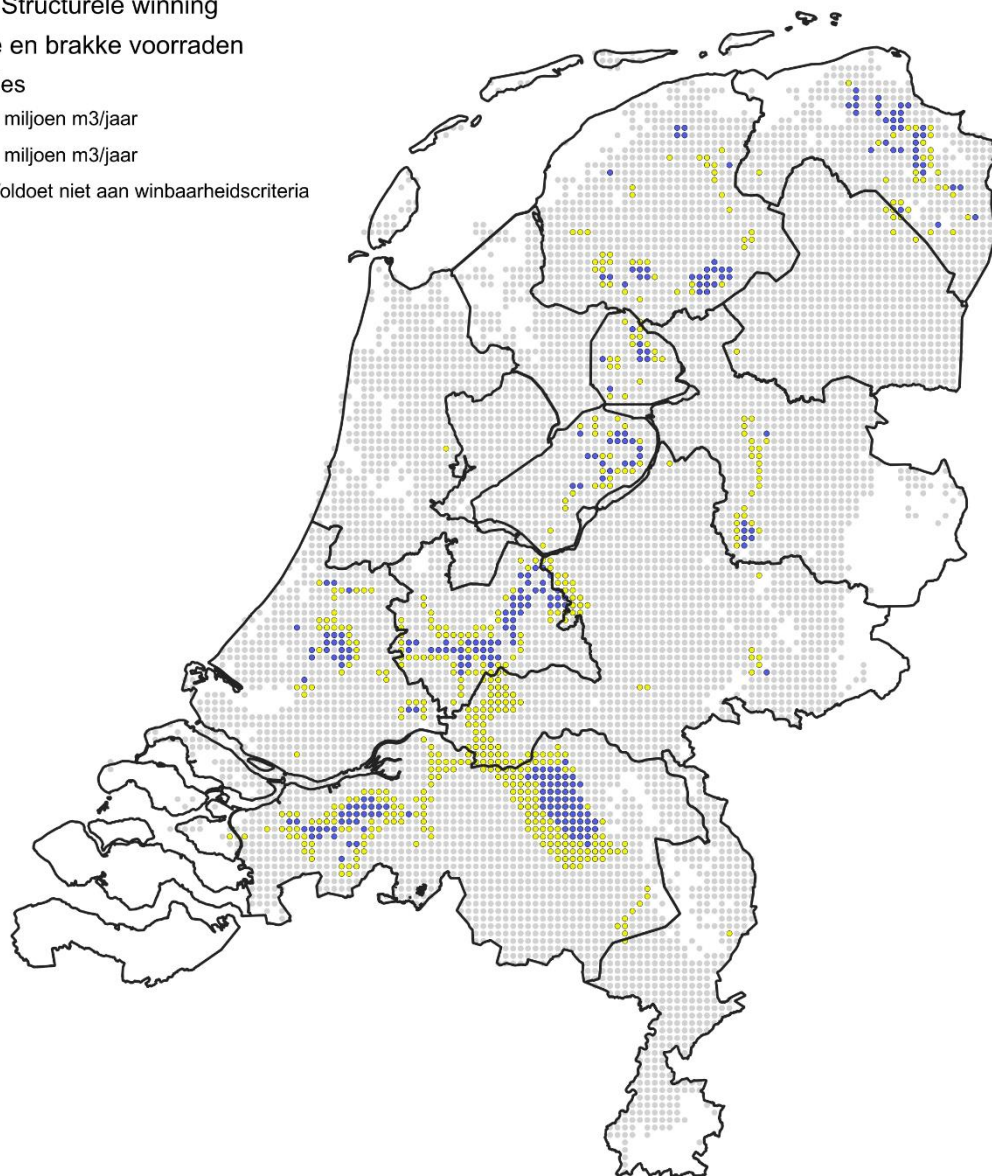 Structurele winning
en brakke voorraden
es
miljoen m3/jaar
miljoen m3/jaar
oldoet niet aan winbaarheidscriteria